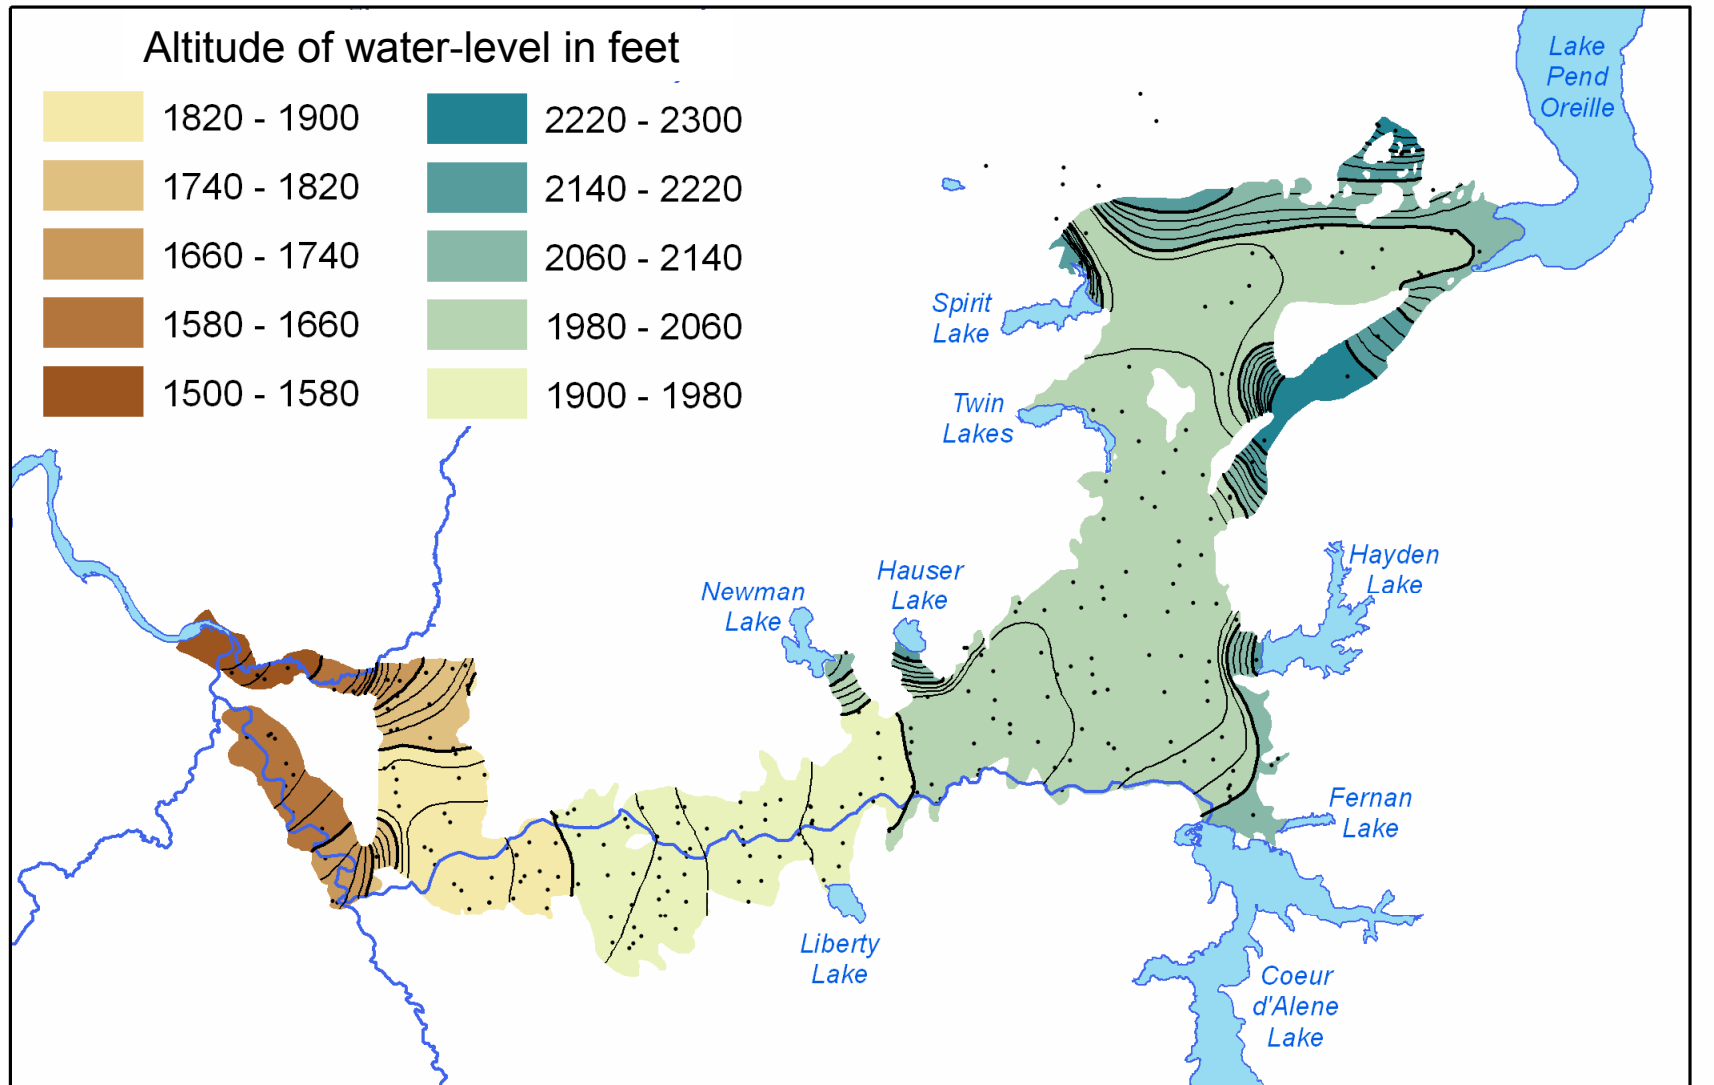 Altitude of water-level in feet
1820 - 1900
1740 - 1820
1660 - 1740
1580 - 1660
1500 - 1580
2220 - 2300
2140 - 2220
2060 - 2140
1980 - 2060
1900 - 1980
Lake
Pend
Oreille
Spirit
Lake
Twin
Lakes
Hayden
Lake
Hauser
Lake
Newman
Lake
Fernan
Lake
Liberty
Lake
Coeur
d'Alene
Lake